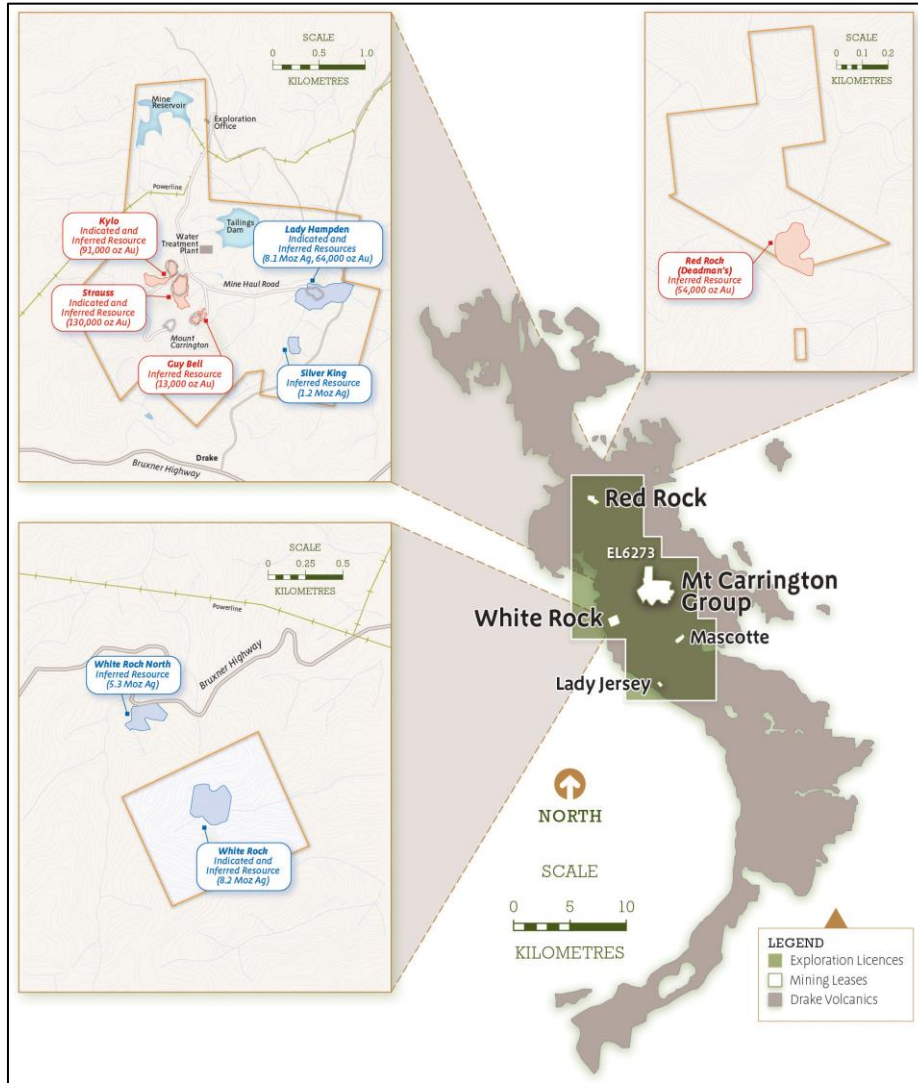 SCALE
0 0.5 1.0
KILOMETRES
Mine
Reservoir
Exploration
Office
Powerline
Kylo
Indicated and
Inferred Resource
(91,000 oz Au)
Water
Treatment
Plant
Tailings
Dam
Lady Hampden
Indicated and
Inferred Resources
(8.1 Moz Ag, 64,000 oz Au)
Strauss
Indicated and
Inferred Resource
(130,000 oz Au)
Mine Haul Road
Mount
Carrington
Guy Bell
Inferred Resource
(13,000 oz Au)
Silver King
Inferred Resource
(1.2 Moz Ag)
Drake
Bruxner Highway
SCALE
0 0.1 0.2
KILOMETRES
Red Rock
(Deadman's)
Inferred Resource
(54,000 oz Au)
SCALE
0 0.25 0.5
KILOMETRES
Powerline
White Rock North
Inferred Resource
(5.3 Moz Ag)
Bruxner Highway
White Rock
Indicated and
Inferred Resource
(8.2 Moz Ag)
Red Rock
EL6273
Mt Carrington
Group
White Rock
Mascotte
Lady Jersey
NORTH
SCALE
0 5 10
KILOMETRES
LEGEND
Exploration Licences
Mining Leases
Drake Volcanics